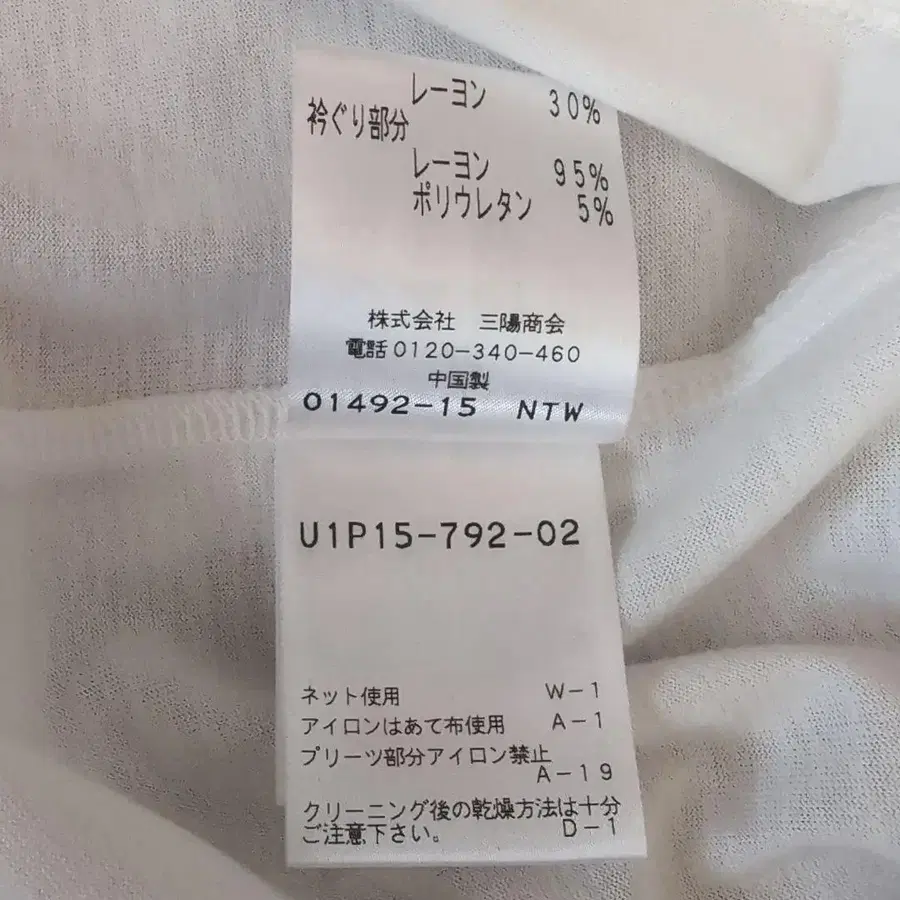 レーヨン 30%
衿ぐり部分
レーヨン 95%
ポリウレタン 5%
株式会社 三陽商会
電話0120-340-460
中国製
01492-15 NTW
U1P15-792-02
ネット使用 W-1
アイロンはあて布使用 A-1
プリーツ部分アイロン禁止
A-19
クリーニング後の乾燥方法は十分
ご注意下さい。 D-1